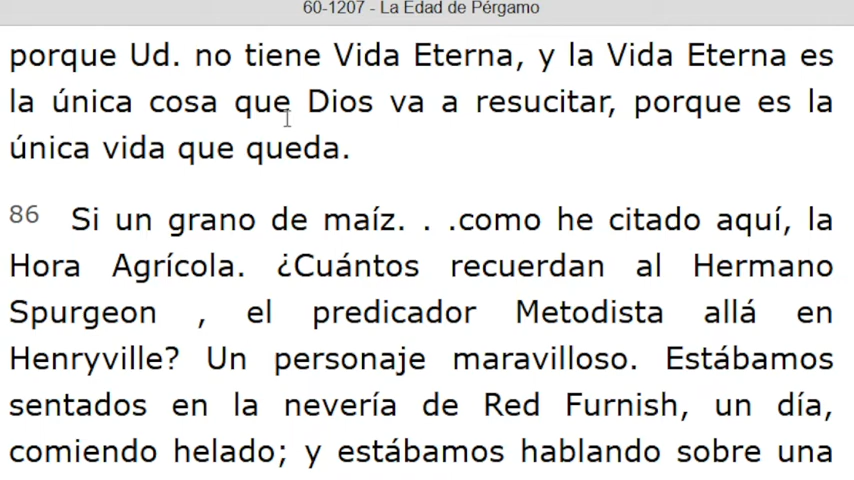 60-1207 - La Edad de Pérgamo
porque Ud. no tiene Vida Eterna, y la Vida Eterna es
la única cosa que Dios va a resucitar, porque es la
única vida que queda.
86 Si un grano de maíz. . .como he citado aquí, la
Hora Agrícola. ¿Cuántos recuerdan al Hermano
Spurgeon , el predicador Metodista allá en
Henryville? Un personaje maravilloso. Estábamos
sentados en la nevería de Red Furnish, un día,
comiendo helado; y estábamos hablando sobre una